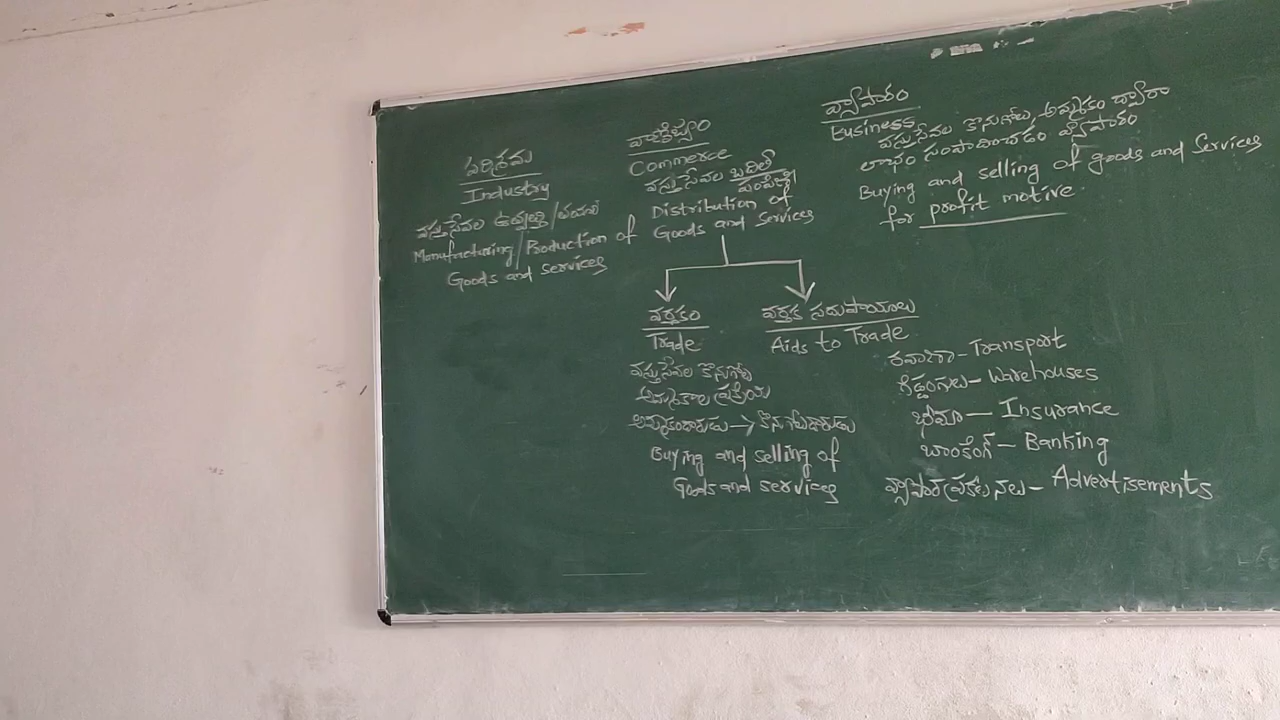 పరిశ్రమ
Industry
వస్తుసేవల ఉత్పత్తి/తయారి
Manufacturing/Production of
Goods and services
వాణిజ్యం
Commerce
వస్తుసేవల బదిలీ
పంపిణి
Distribution of
Goods and Services
వర్తకం
Trade
వస్తుసేవల కొనుగోలు
అమ్మకాల ప్రక్రియ
అమ్మకందారుడు → కొనుగోలుదారుడు
Buying and selling of
Goods and services
వర్తక సదుపాయాలు
Aids to Trade
రవాణా - Transport
గిడ్డంగులు - Warehouses
భీమా - Insurance
బాంకింగ్ - Banking
వ్యాపార ప్రకటనలు - Advertisements
వ్యాపారం
Business
వస్తుసేవల కొనుగోలు, అమ్మకం ద్వారా
లాభం సంపాదించడం వ్యాపారం
Buying and selling of goods and Services
for profit motive.